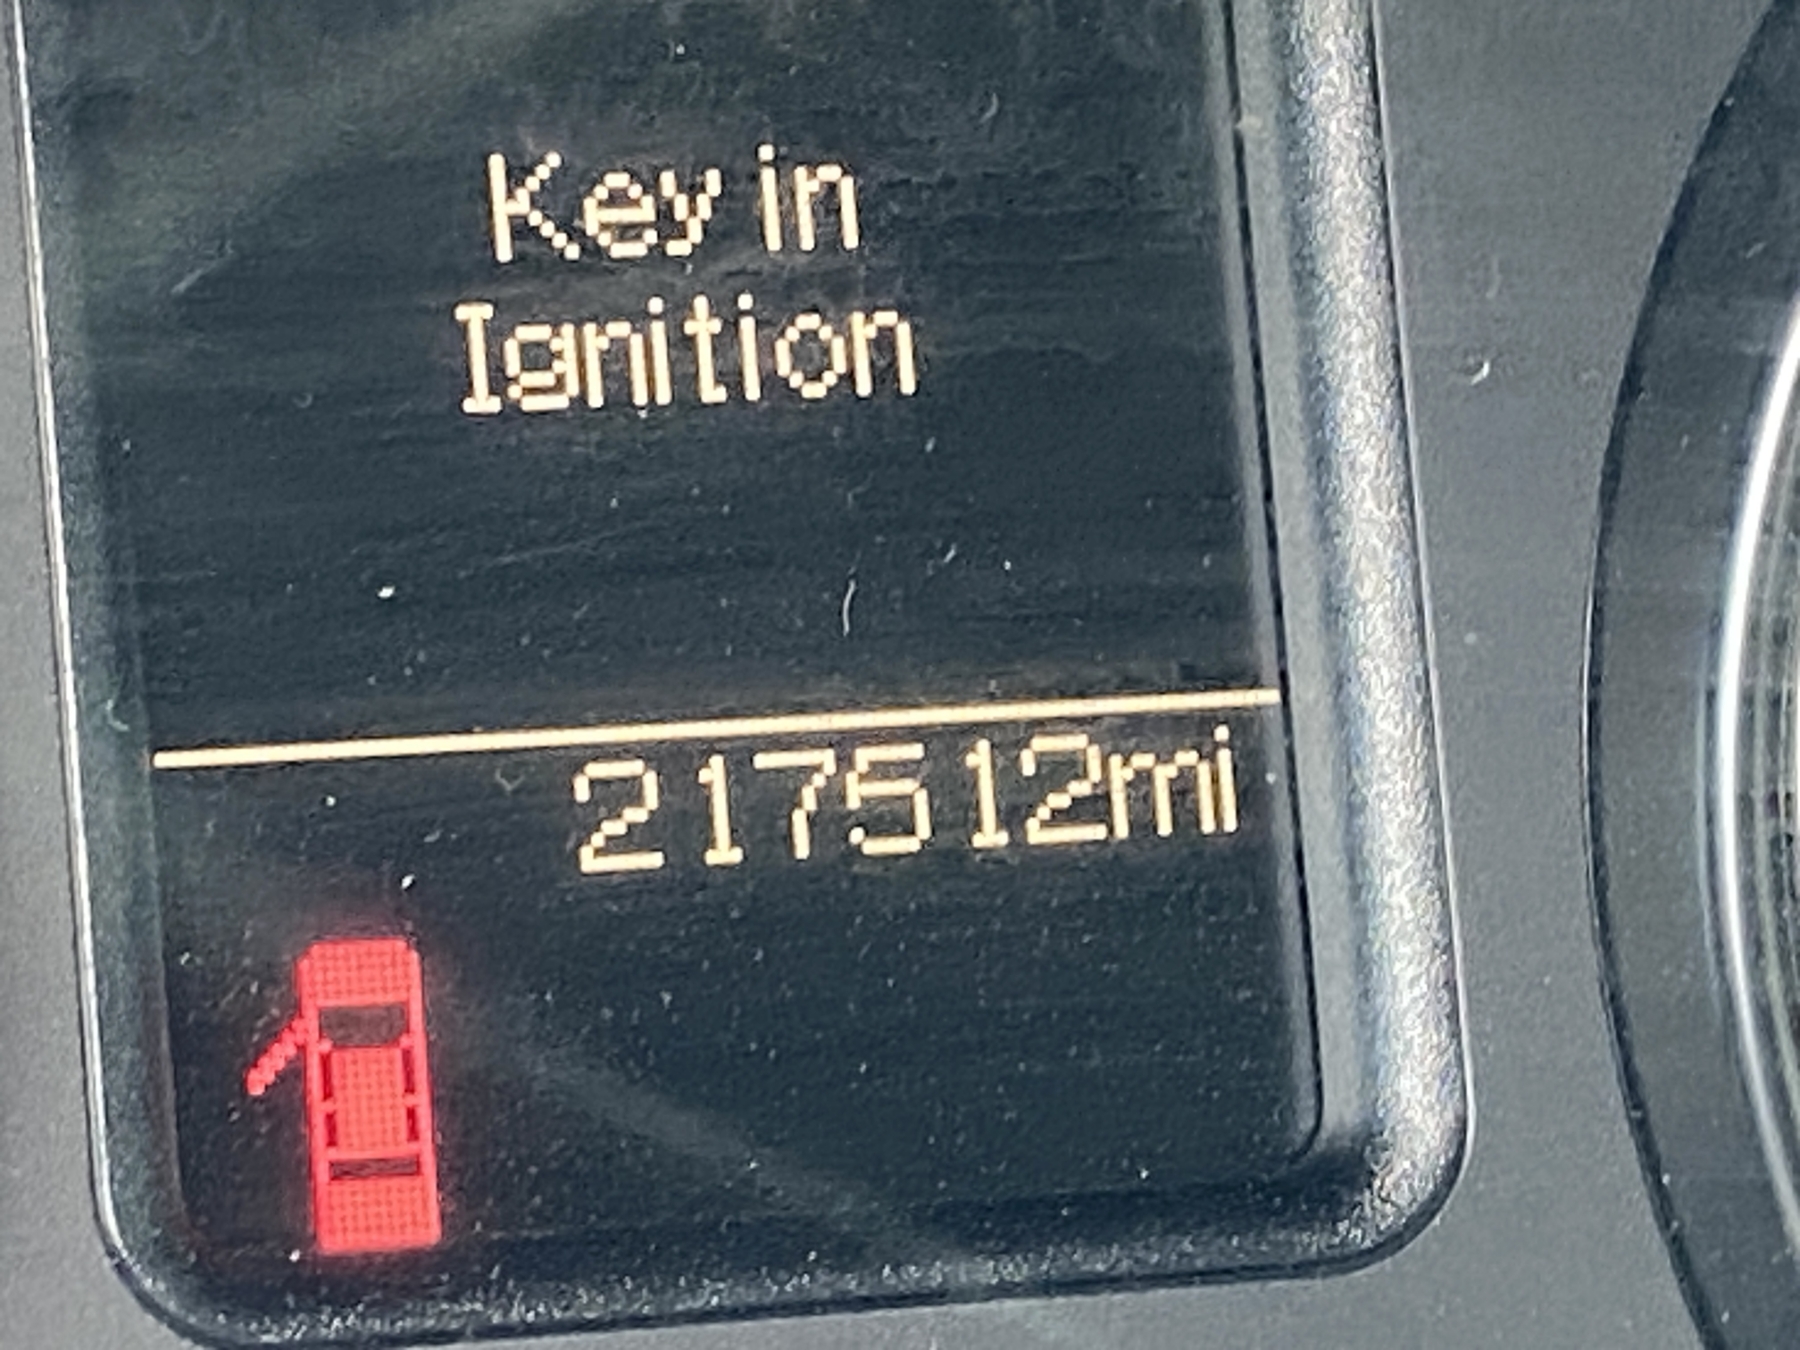 Key in
Ignition
217512mi